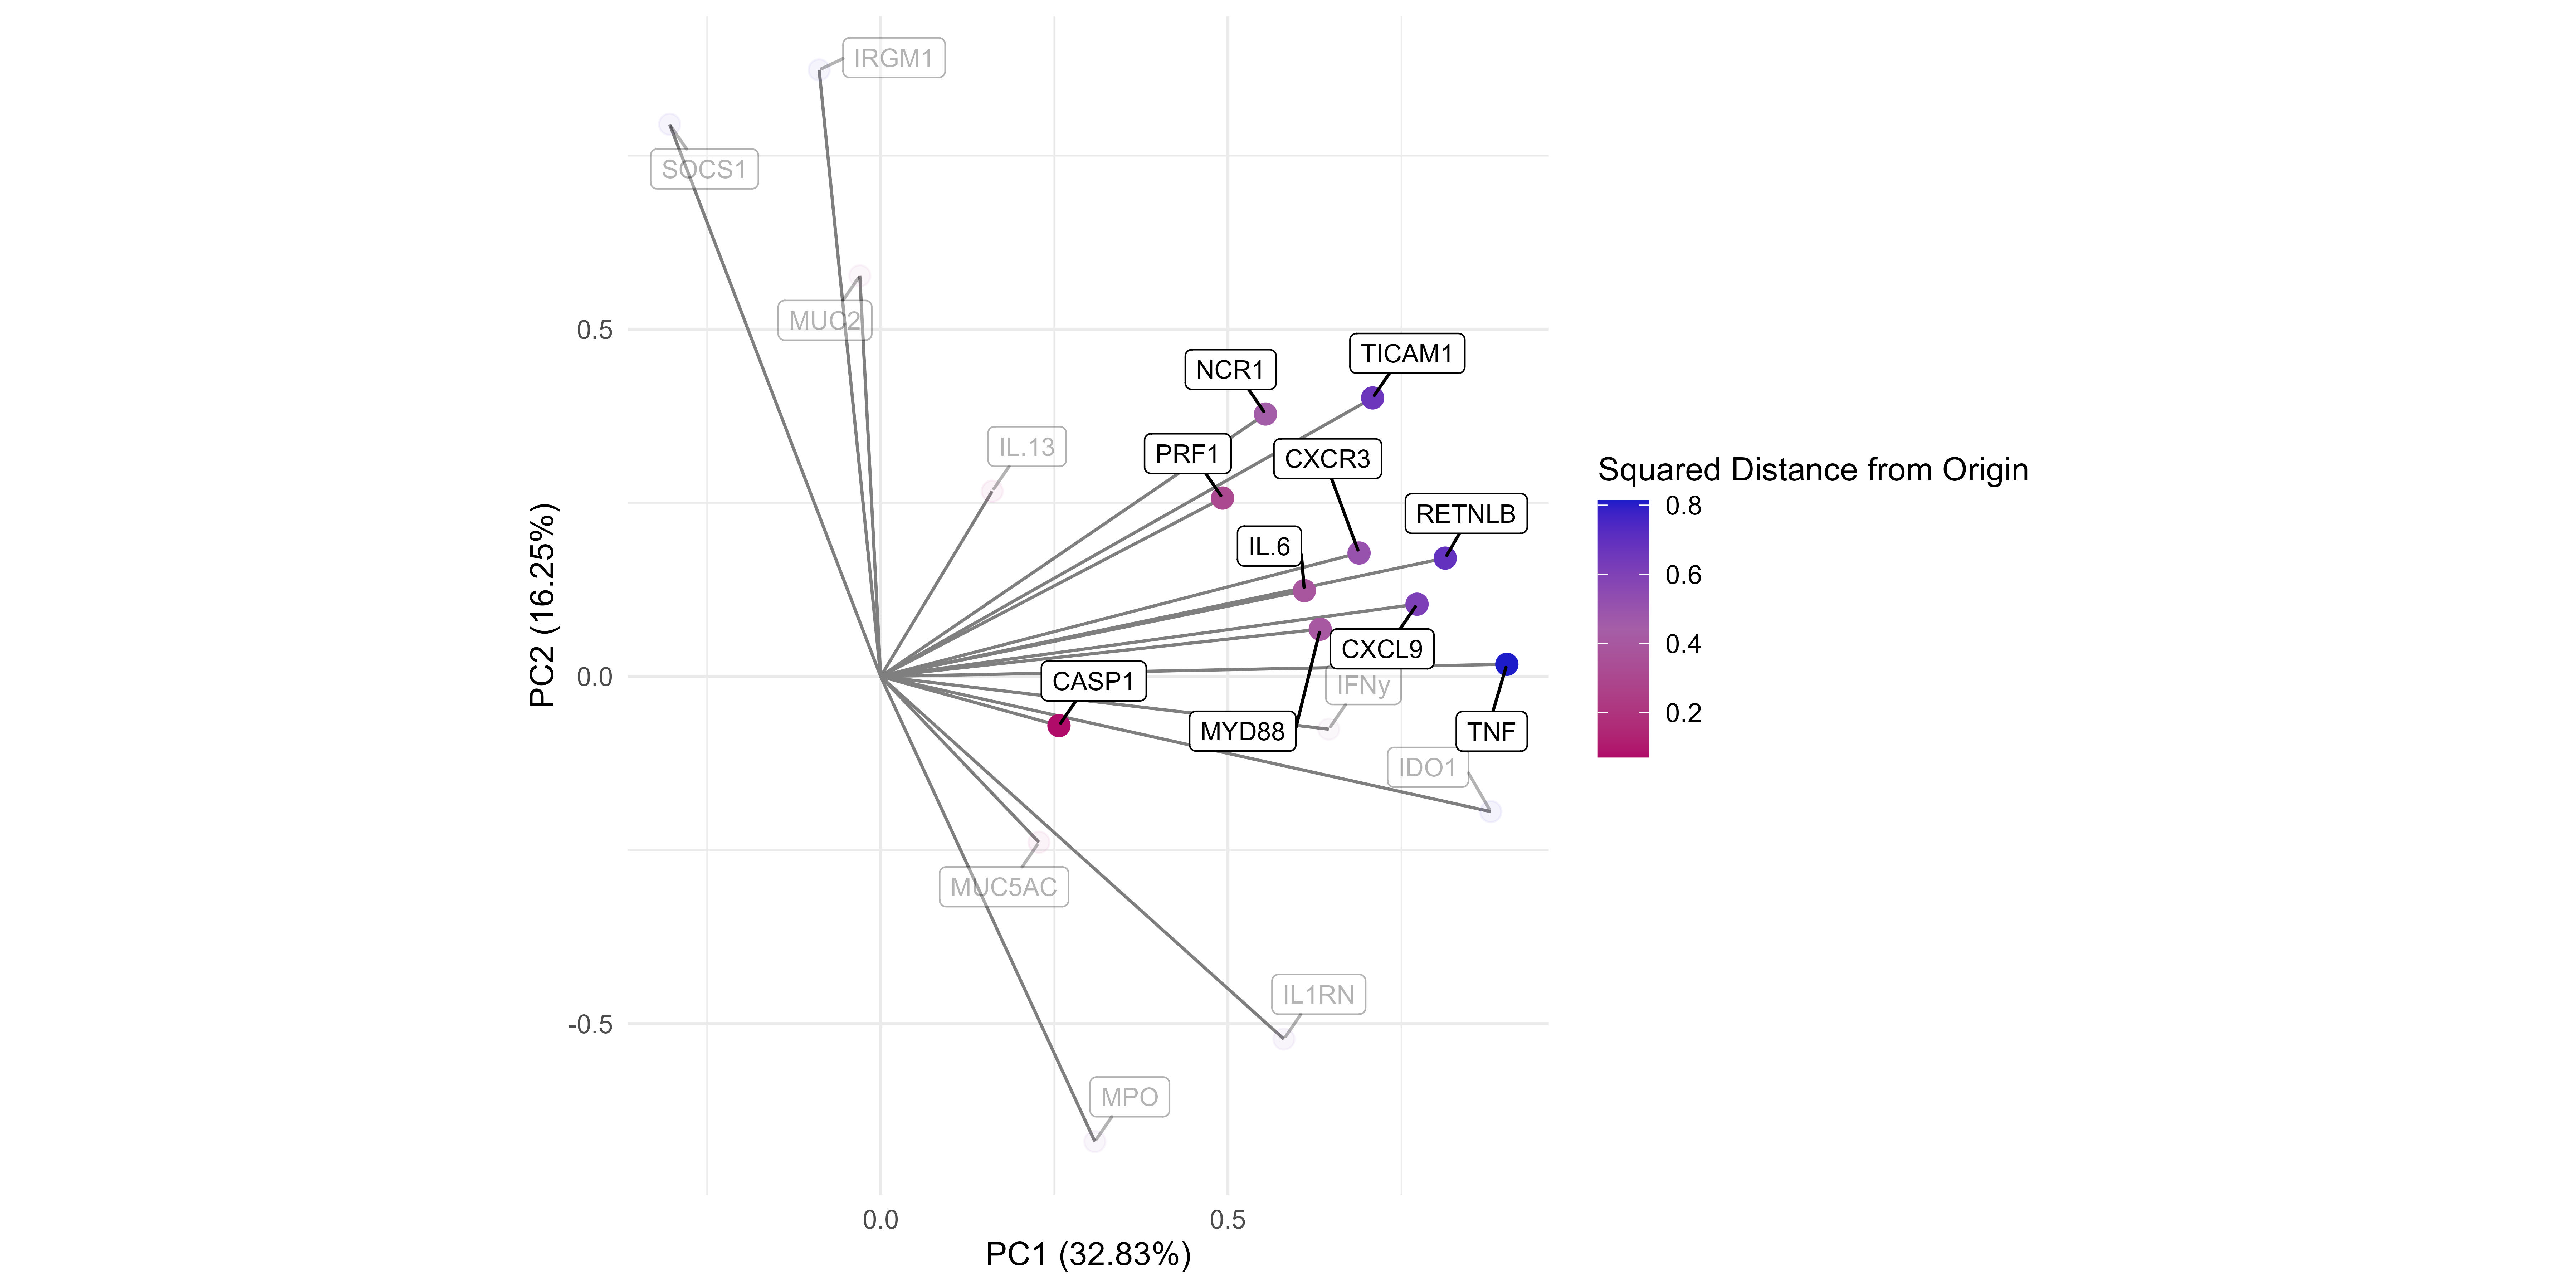 IRGM1
SOCS1
MUC2
0.5
TICAM1
NCR1
IL.13
PRF1
CXCR3
Squared Distance from Origin
0.8
RETNLB
IL.6
0.6
PC2 (16.25%)
CXCL9
0.4
0.0
CASP1
IFNy
MYD88
TNF
0.2
IDO1
MUC5AC
IL1RN
-0.5
MPO
0.0
0.5
PC1 (32.83%)